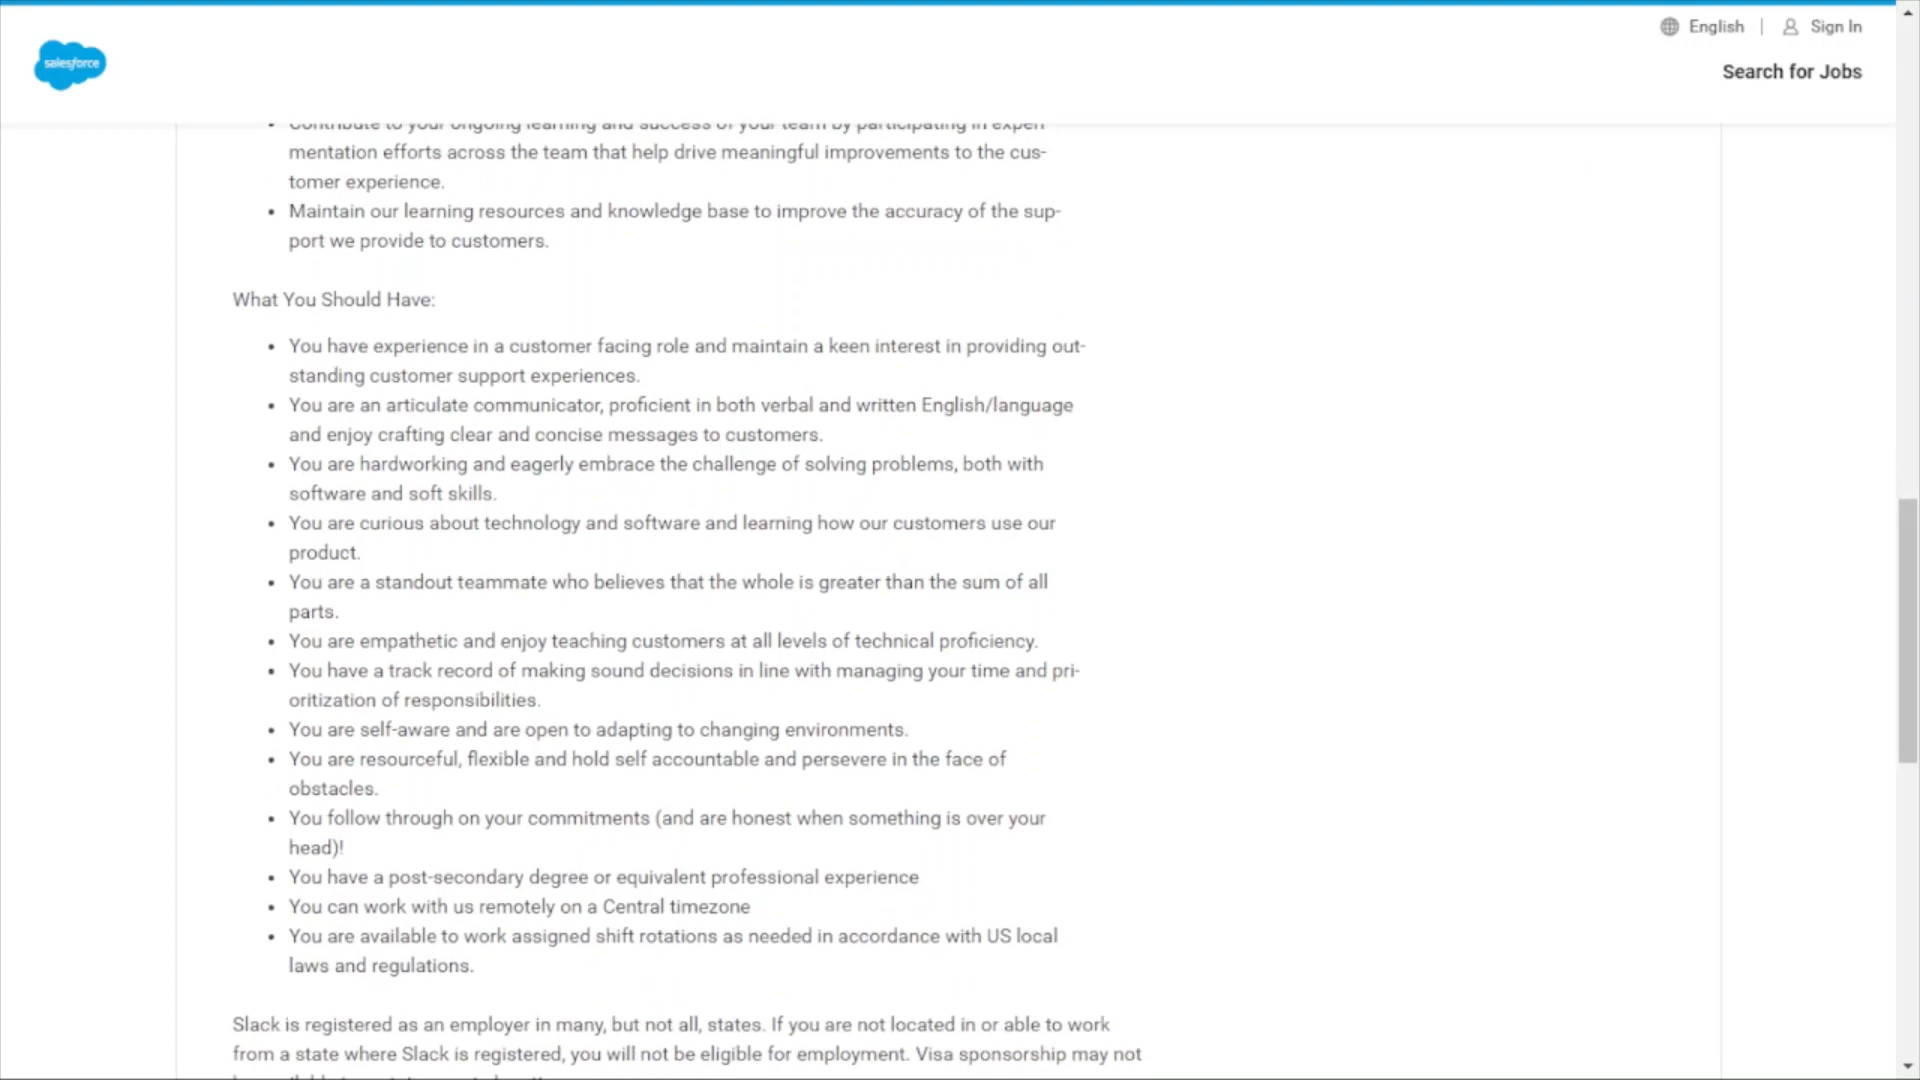 English
Sign In
salesforce
Search for Jobs
Contribute to your ongoing learning and success of your team by participating in experi-
mentation efforts across the team that help drive meaningful improvements to the cus-
tomer experience.
Maintain our learning resources and knowledge base to improve the accuracy of the sup-
port we provide to customers.
What You Should Have:
You have experience in a customer facing role and maintain a keen interest in providing out-
standing customer support experiences.
You are an articulate communicator, proficient in both verbal and written English/language
and enjoy crafting clear and concise messages to customers.
You are hardworking and eagerly embrace the challenge of solving problems, both with
software and soft skills.
You are curious about technology and software and learning how our customers use our
product.
You are a standout teammate who believes that the whole is greater than the sum of all
parts.
You are empathetic and enjoy teaching customers at all levels of technical proficiency.
You have a track record of making sound decisions in line with managing your time and pri-
oritization of responsibilities.
You are self-aware and are open to adapting to changing environments.
You are resourceful, flexible and hold self accountable and persevere in the face of
obstacles.
You follow through on your commitments (and are honest when something is over your
head)!
You have a post-secondary degree or equivalent professional experience
You can work with us remotely on a Central timezone
You are available to work assigned shift rotations as needed in accordance with US local
laws and regulations.
Slack is registered as an employer in many, but not all, states. If you are not located in or able to work
from a state where Slack is registered, you will not be eligible for employment. Visa sponsorship may not